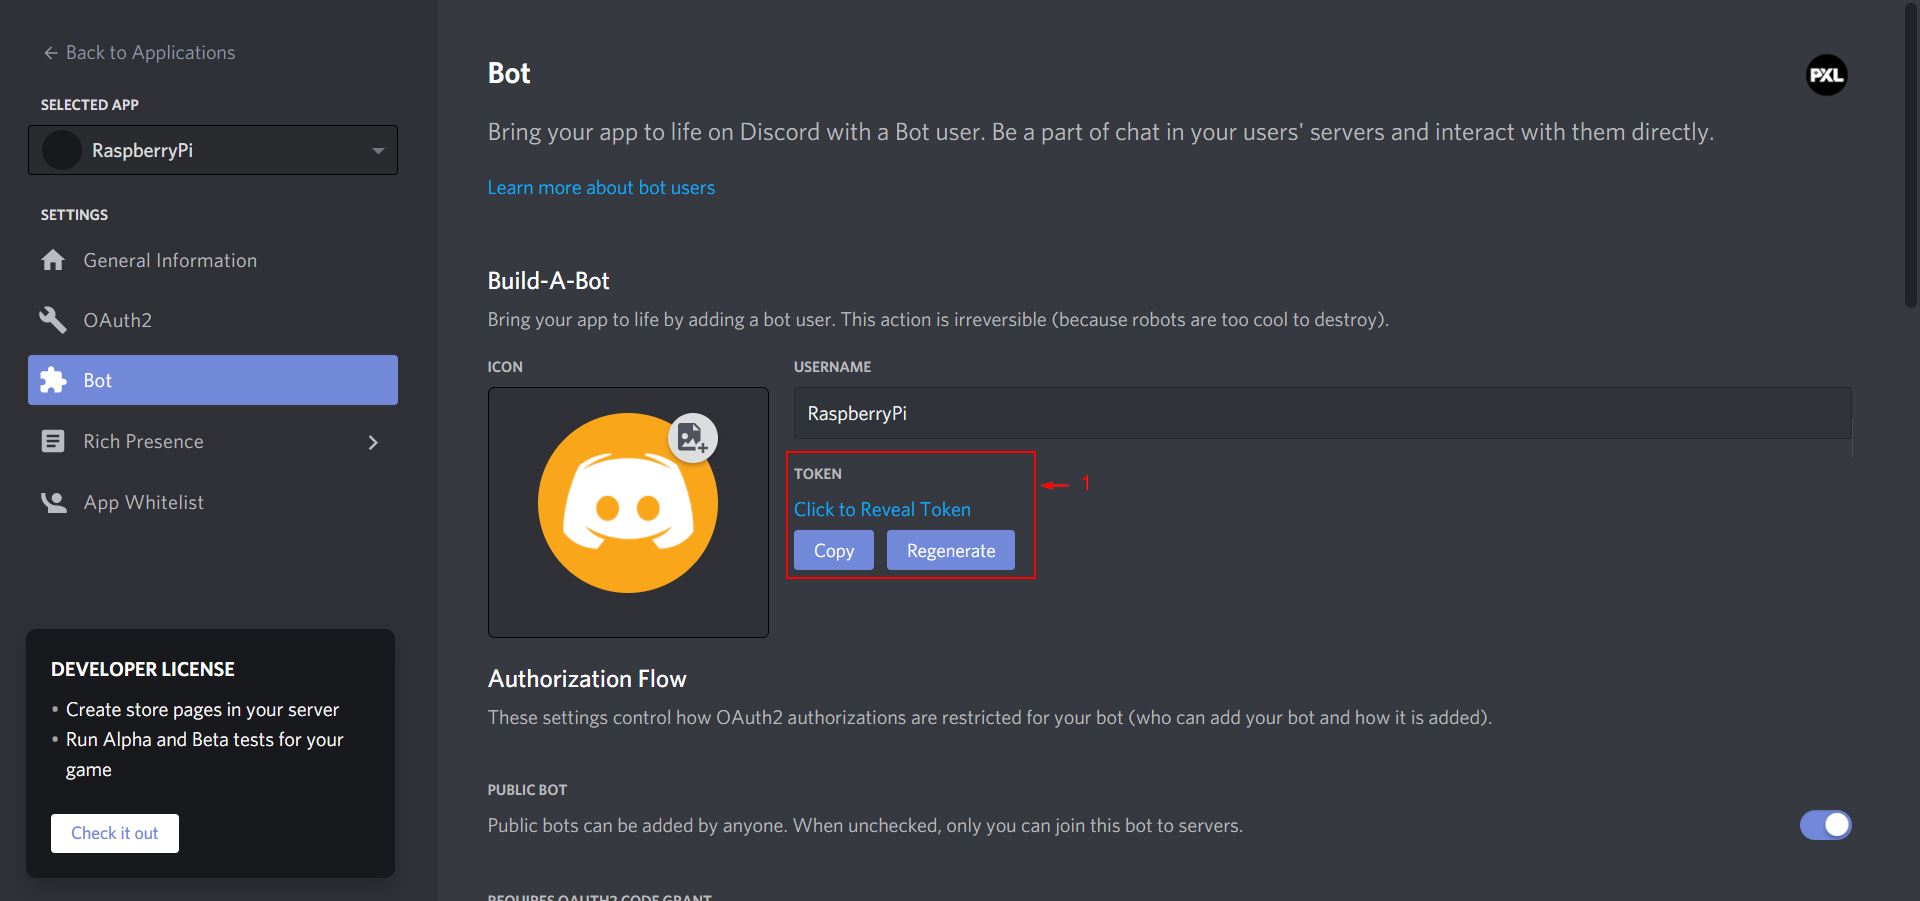 ← Back to Applications
SELECTED APP
RaspberryPi
SETTINGS
General Information
OAuth2
Bot
Rich Presence
App Whitelist
DEVELOPER LICENSE
• Create store pages in your server
• Run Alpha and Beta tests for your
game
Check it out
Bot
PXL
Bring your app to life on Discord with a Bot user. Be a part of chat in your users' servers and interact with them directly.
Learn more about bot users
Build-A-Bot
Bring your app to life by adding a bot user. This action is irreversible (because robots are too cool to destroy).
ICON
USERNAME
RaspberryPi
TOKEN
1
Click to Reveal Token
Copy Regenerate
Authorization Flow
These settings control how OAuth2 authorizations are restricted for your bot (who can add your bot and how it is added).
PUBLIC BOT
Public bots can be added by anyone. When unchecked, only you can join this bot to servers.
REQUIRES OAUTH2 CODE GRANT